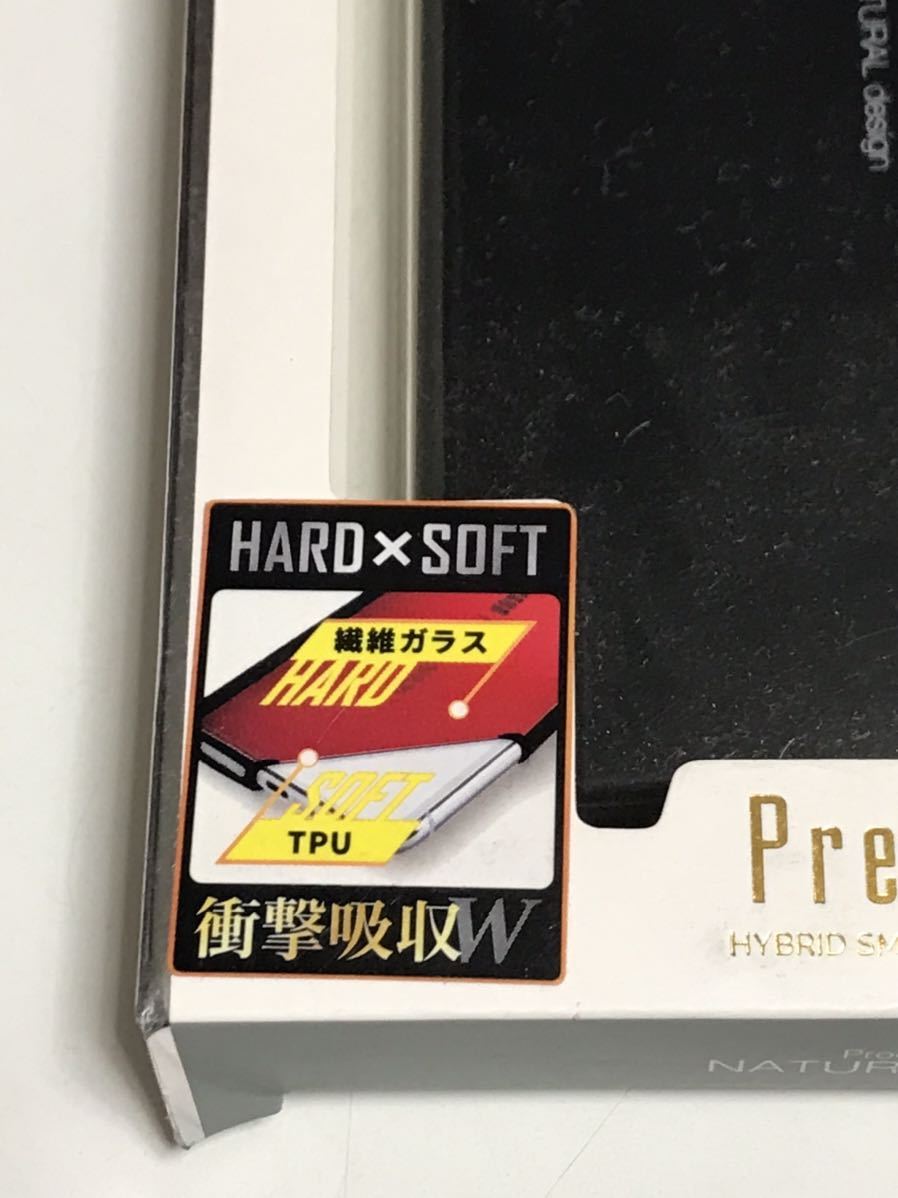 TURAL design
HARD×SOFT
繊維ガラス
HARD
SOFT
TPU
衝撃吸収W
Pre
HYBRID SM
NATUR